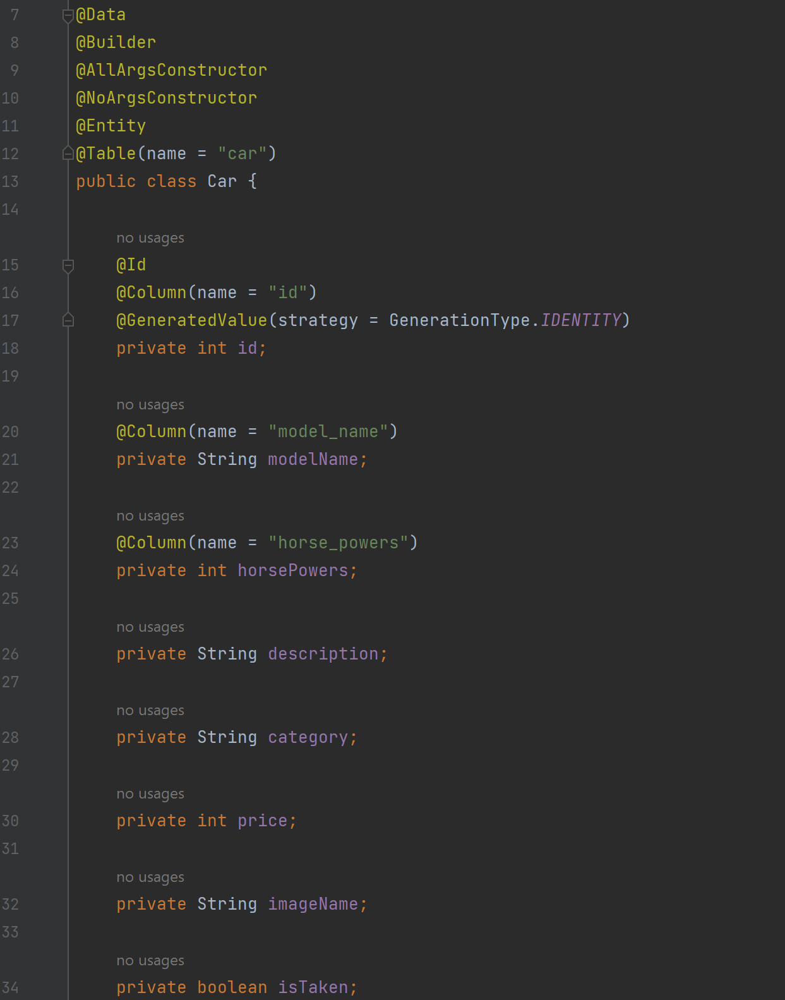 7 @Data
8 @Builder
9 @AllArgsConstructor
10 @NoArgsConstructor
11 @Entity
12 @Table(name = "car")
13 public class Car {
14
no usages
15 @Id
16 @Column(name = "id")
17 @GeneratedValue(strategy = GenerationType.IDENTITY)
18 private int id;
19
no usages
20 @Column(name = "model_name")
21 private String modelName;
22
no usages
23 @Column(name = "horse_powers")
24 private int horsePowers;
25
no usages
26 private String description;
27
no usages
28 private String category;
29
no usages
30 private int price;
31
no usages
32 private String imageName;
33
no usages
34 private boolean isTaken;